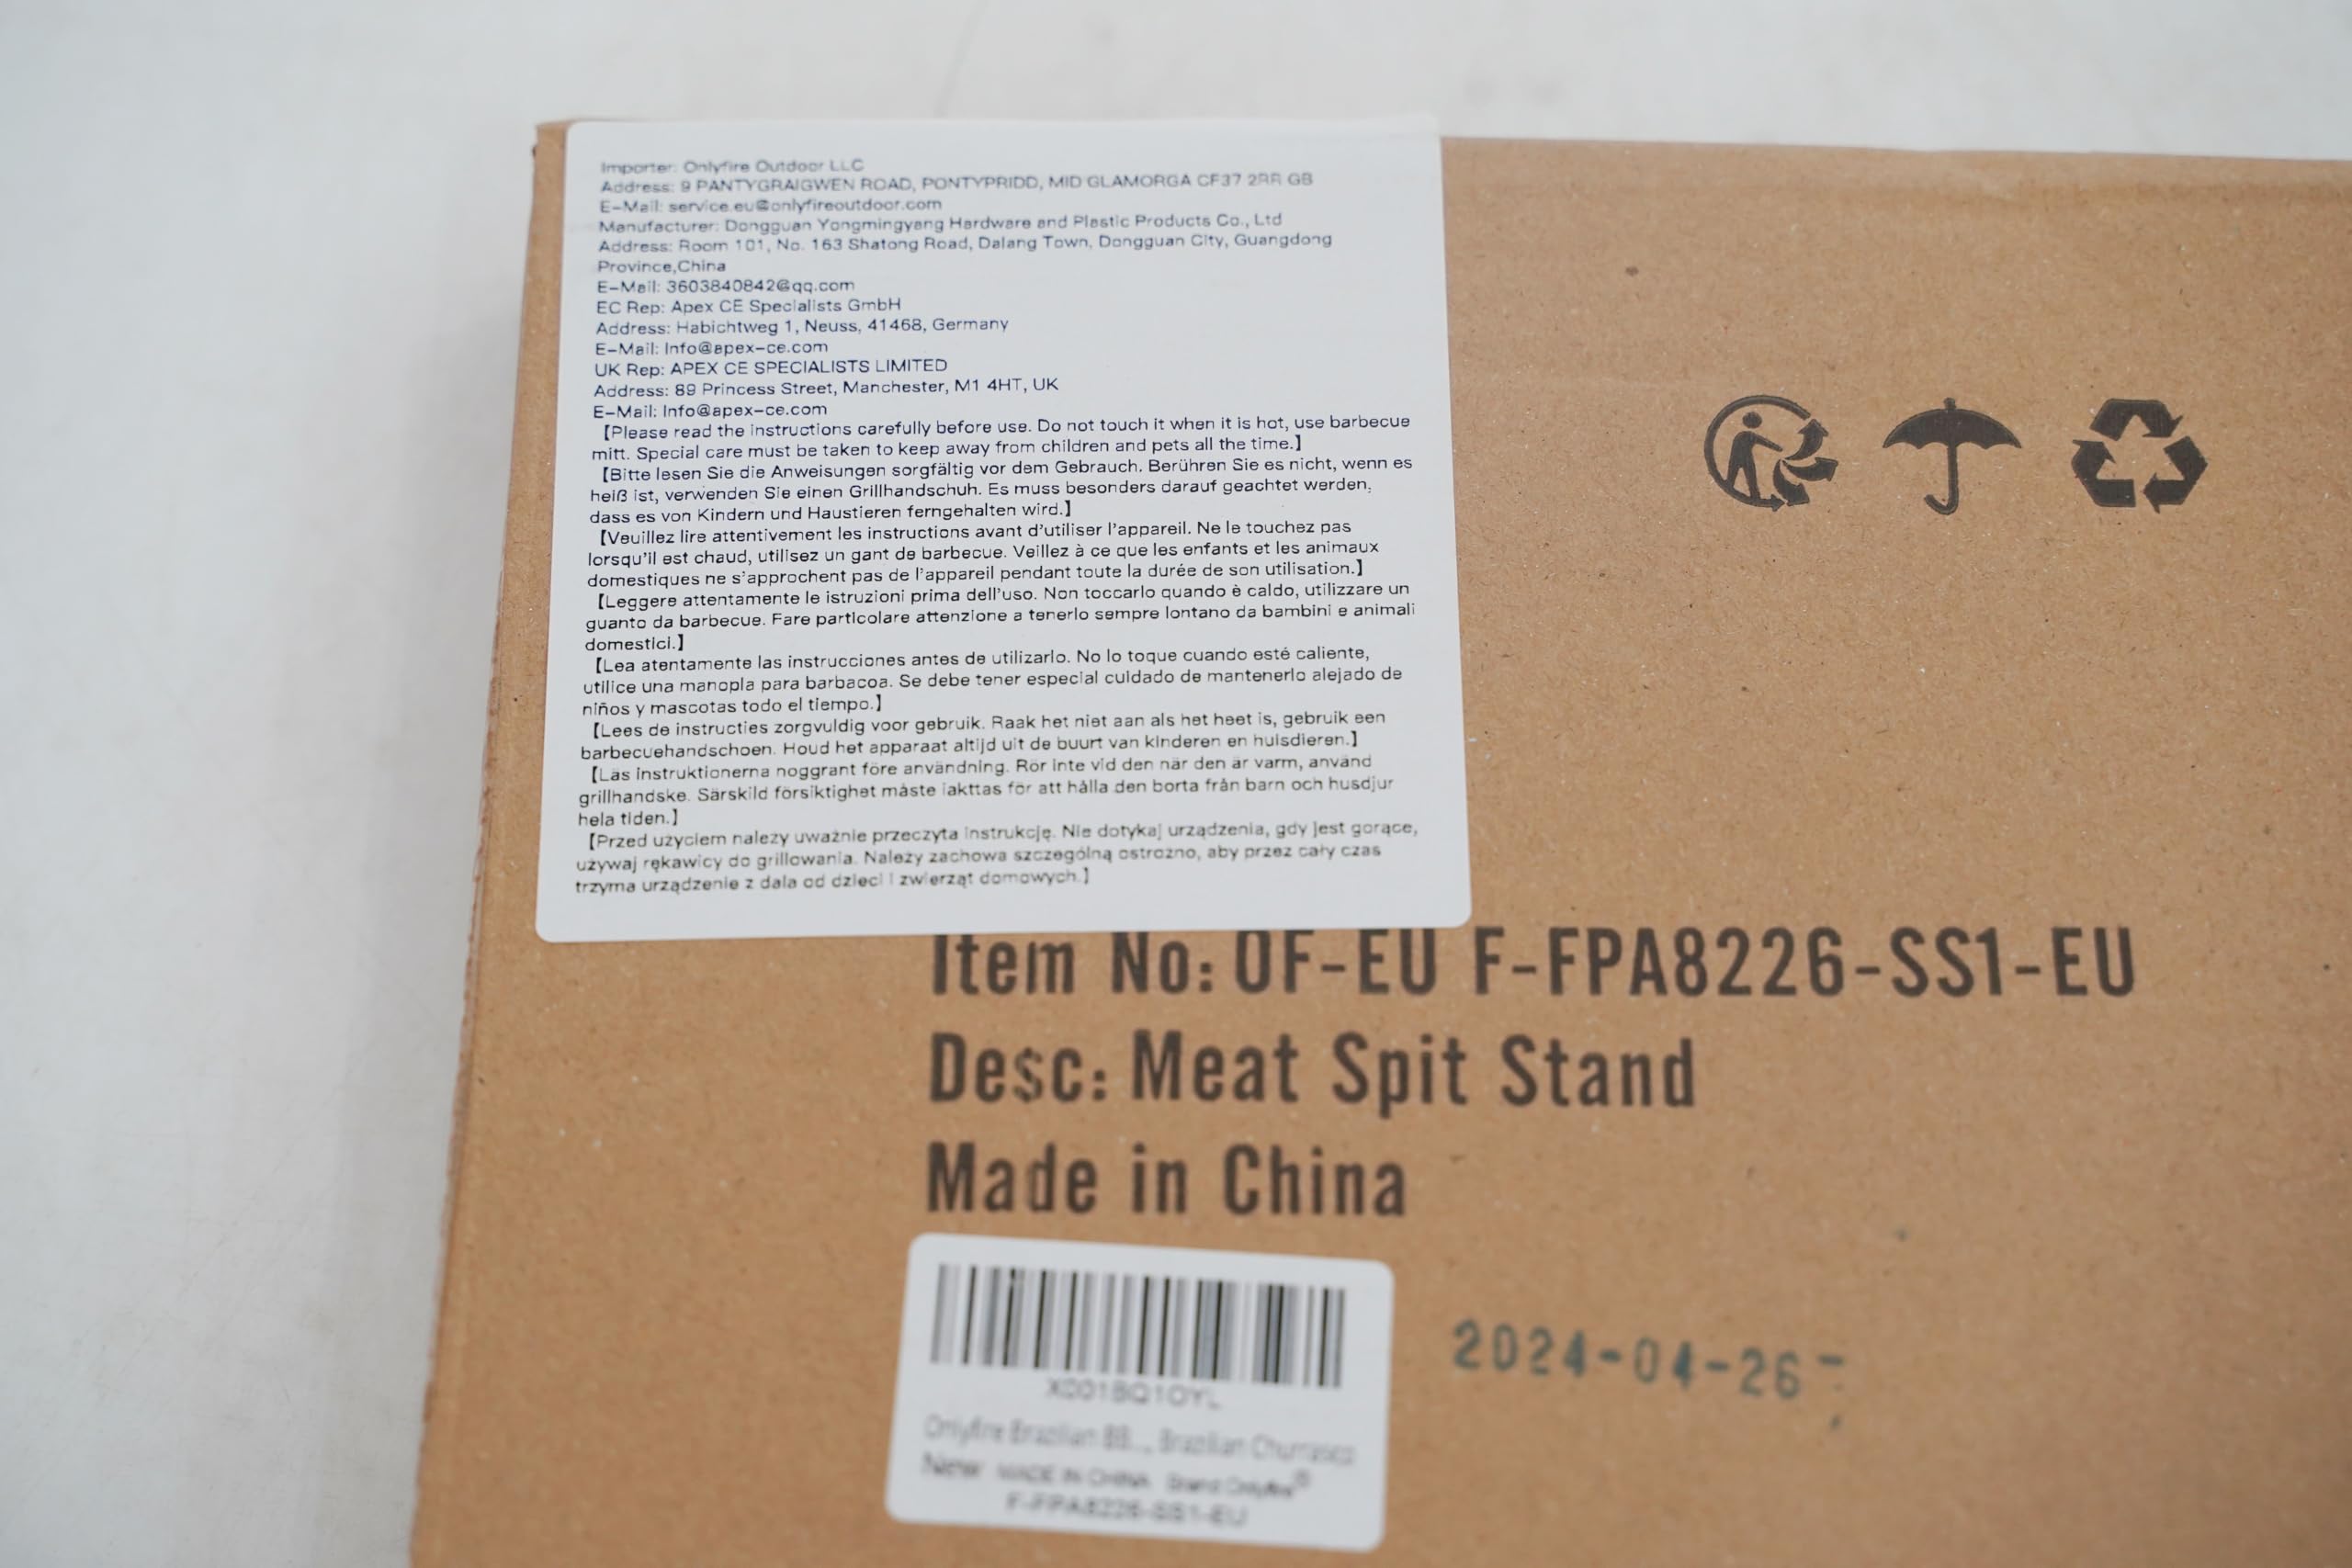 Importer: Onlyfire Outdoor LLC
Address: 9 PANTYGRAIGWEN ROAD, PONTYPRIDD, MID GLAMORGA CF37 2RR GB
E-Mail: service.eu@onlyfireoutdoor.com
Manufacturer: Dongguan Yongmingyang Hardware and Plastic Products Co., Ltd
Address: Room 101, No. 163 Shatong Road, Dalang Town, Dongguan City, Guangdong
Province,China
E-Mail: 3603840842@qq.com
EC Rep: Apex CE Specialists GmbH
Address: Habichtweg 1, Neuss, 41468, Germany
E-Mail: Info@apex-ce.com
UK Rep: APEX CE SPECIALISTS LIMITED
Address: 89 Princess Street, Manchester, M1 4HT, UK
E-Mail: Info@apex-ce.com
【Please read the instructions carefully before use. Do not touch it when it is hot, use barbecue
mitt. Special care must be taken to keep away from children and pets all the time.】
【Bitte lesen Sie die Anweisungen sorgfältig vor dem Gebrauch. Berühren Sie es nicht, wenn es
heiß ist, verwenden Sie einen Grillhandschuh. Es muss besonders darauf geachtet werden,
dass es von Kindern und Haustieren ferngehalten wird.】
【Veuillez lire attentivement les instructions avant d'utiliser l'appareil. Ne le touchez pas
lorsqu'il est chaud, utilisez un gant de barbecue. Veillez à ce que les enfants et les animaux
domestiques ne s'approchent pas de l'appareil pendant toute la durée de son utilisation.】
【Leggere attentamente le istruzioni prima dell'uso. Non toccarlo quando è caldo, utilizzare un
guanto da barbecue. Fare particolare attenzione a tenerlo sempre lontano da bambini e animali
domestici.】
【Lea atentamente las instrucciones antes de utilizarlo. No lo toque cuando esté caliente,
utilice una manopla para barbacoa. Se debe tener especial cuidado de mantenerlo alejado de
niños y mascotas todo el tiempo.】
【Lees de instructies zorgvuldig voor gebruik. Raak het niet aan als het heet is, gebruik een
barbecuehandschoen. Houd het apparaat altijd uit de buurt van kinderen en huisdieren.】
【Läs instruktionerna noggrant före användning. Rör inte vid den när den är varm, använd
grillhandske. Särskild försiktighet måste iakttas för att hålla den borta från barn och husdjur
hela tiden.】
【Przed użyciem należy uważnie przeczyta instrukcję. Nie dotykaj urządzenia, gdy jest gorące,
używaj rękawicy do grillowania. Należy zachowa szczególną ostrożno, aby przez cały czas
trzyma urządzenie z dala od dzieci i zwierząt domowych.】
Item No: OF-EU F-FPA8226-SS1-EU
Desc: Meat Spit Stand
Made in China
2024-04-26
X001BQ1OYL
Onlyfire Brazilian BB... Brazilian Churrasco
New MADE IN CHINA Brand:Onlyfire®
F-FPA8226-SS1-EU